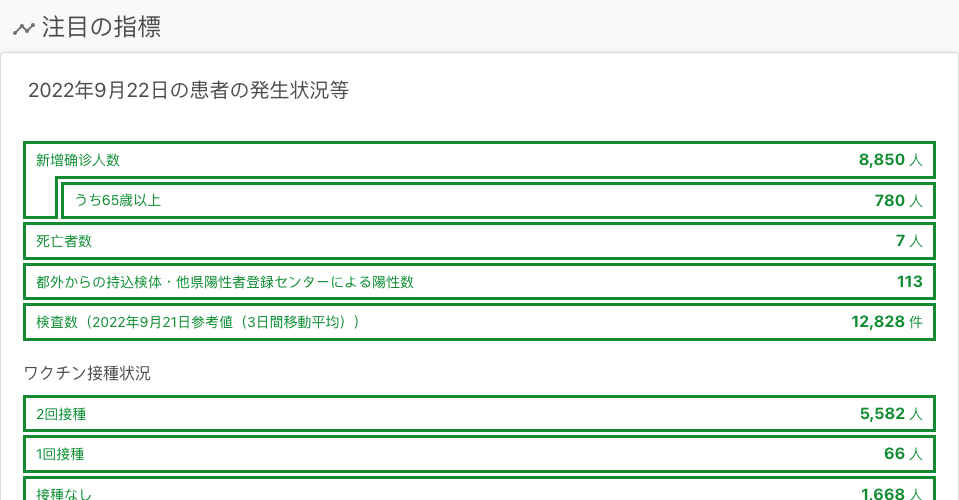 注目の指標
2022年9月22日の患者の発生状況等
新增确诊人数 8,850 人
うち65歳以上 780 人
死亡者数 7 人
都外からの持込検体・他県陽性者登録センターによる陽性数 113
検査数（2022年9月21日参考値（3日間移動平均）） 12,828 件
ワクチン接種状況
2回接種 5,582 人
1回接種 66 人
接種なし 1,668 人